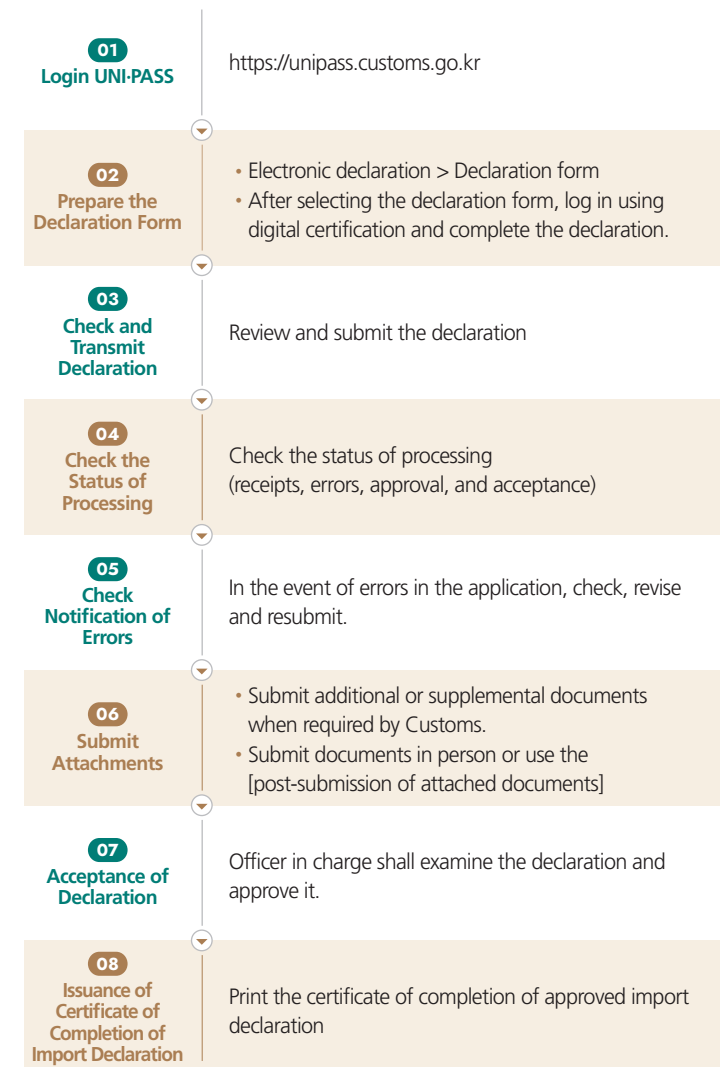 01
Login UNI·PASS
https://unipass.customs.go.kr
02
Prepare the
Declaration Form
• Electronic declaration > Declaration form
• After selecting the declaration form, log in using
digital certification and complete the declaration.
03
Check and
Transmit
Declaration
Review and submit the declaration
04
Check the
Status of
Processing
Check the status of processing
(receipts, errors, approval, and acceptance)
05
Check
Notification of
Errors
In the event of errors in the application, check, revise
and resubmit.
06
Submit
Attachments
• Submit additional or supplemental documents
when required by Customs.
• Submit documents in person or use the
[post-submission of attached documents]
07
Acceptance of
Declaration
Officer in charge shall examine the declaration and
approve it.
08
Issuance of
Certificate of
Completion of
Import Declaration
Print the certificate of completion of approved import
declaration